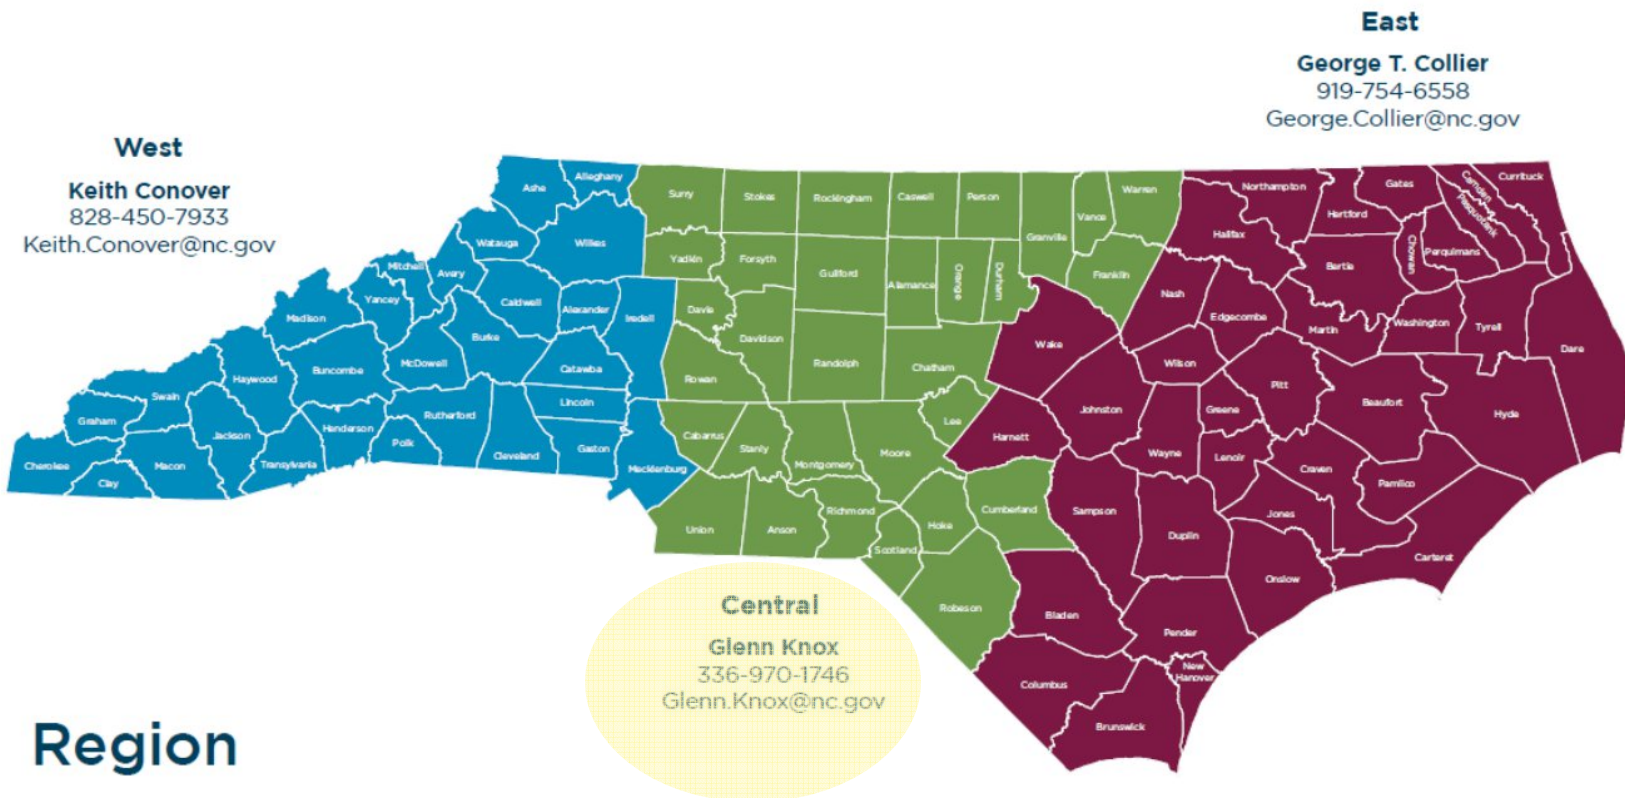 East
George T. Collier
919-754-6558
George.Collier@nc.gov
West
Keith Conover
828-450-7933
Keith.Conover@nc.gov
Ashe
Alleghany
Surry
Stokes
Rockingham
Caswell
Person
Granville
Vance
Warren
Northampton
Gates
Camden
Currituck
Pasquotank
Hertford
Halifax
Watauga
Wilkes
Yadkin
Forsyth
Guilford
Alamance
Orange
Durham
Franklin
Bertie
Chowan
Perquimans
Mitchell
Avery
Yancey
Caldwell
Alexander
Iredell
Davie
Davidson
Nash
Edgecombe
Martin
Washington
Tyrell
Dare
Madison
Burke
McDowell
Buncombe
Haywood
Catawba
Rowan
Randolph
Chatham
Wake
Wilson
Pitt
Beaufort
Hyde
Swain
Graham
Jackson
Henderson
Rutherford
Polk
Lincoln
Gaston
Cleveland
Cabarrus
Stanly
Montgomery
Moore
Lee
Harnett
Johnston
Greene
Wayne
Lenoir
Craven
Pamlico
Cherokee
Clay
Macon
Transylvania
Mecklenburg
Union
Anson
Richmond
Hoke
Cumberland
Scotland
Sampson
Duplin
Jones
Carteret
Onslow
Robeson
Bladen
Pender
New
Hanover
Columbus
Brunswick
Central
Glenn Knox
336-970-1746
Glenn.Knox@nc.gov
Region